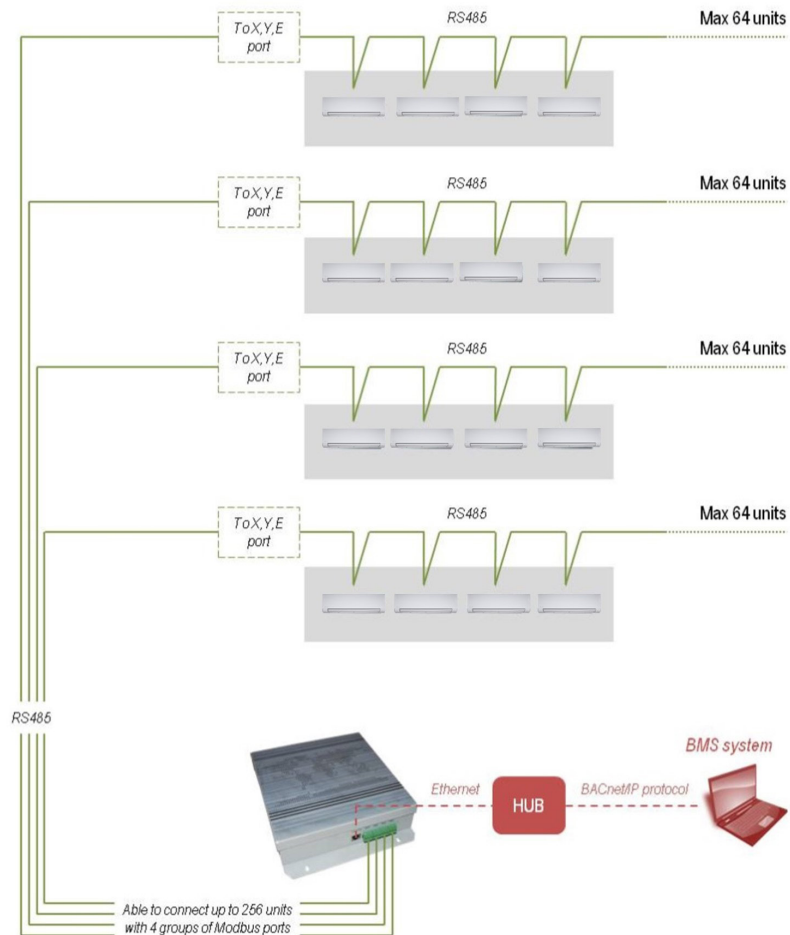 To X,Y,E
port
RS485
Max 64 units
To X,Y,E
port
RS485
Max 64 units
To X,Y,E
port
RS485
Max 64 units
To X,Y,E
port
RS485
Max 64 units
RS485
BMS system
Ethernet
HUB
BACnet/IP protocol
Able to connect up to 256 units
with 4 groups of Modbus ports